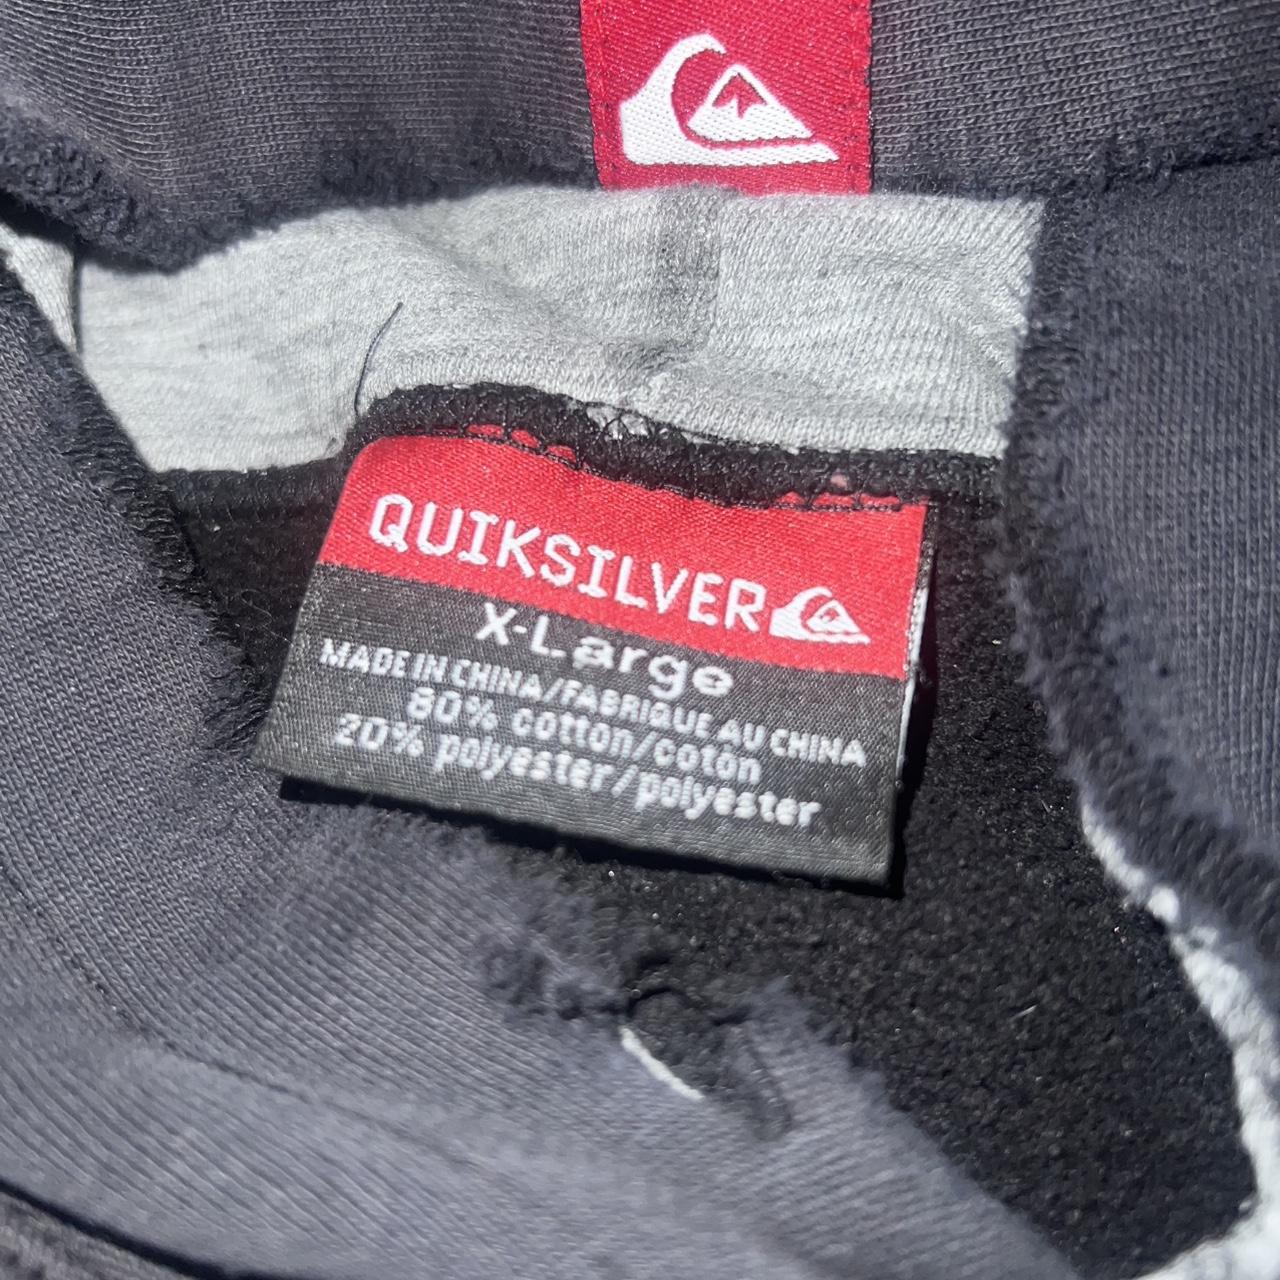 QUIKSILVER
X-Large
MADE IN CHINA/FABRIQUE AU CHINA
80% cotton/coton
20% polyester/polyester